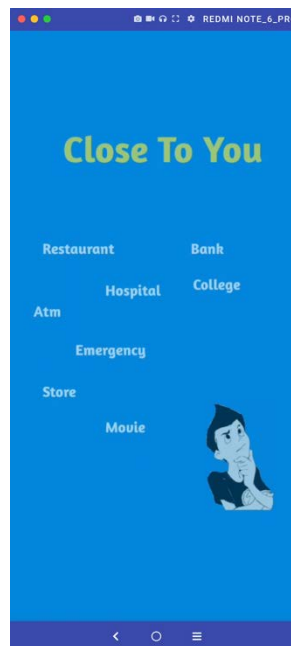 REDMI NOTE_6_PR
Close To You
Restaurant
Bank
Hospital
College
Atm
Emergency
Store
Movie